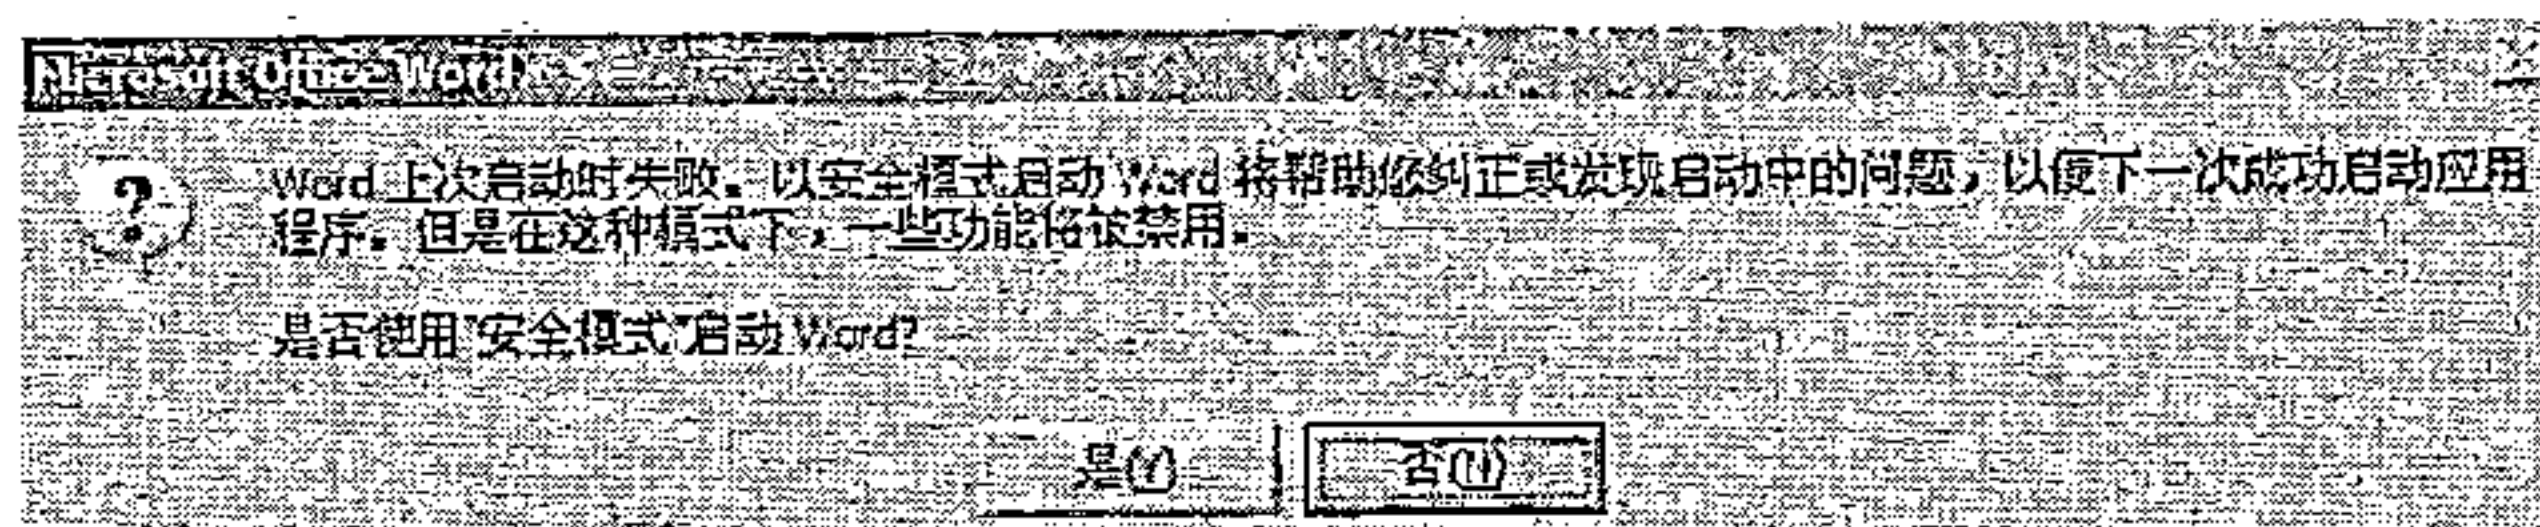 Microsoft Office Word
Word 上次启动时失败。以安全模式启动 Word 将帮助您纠正或发现启动中的问题，以便下一次成功启动应用
程序。但是在这种模式下，一些功能将被禁用。
是否使用"安全模式"启动 Word?
是(Y)
否(N)